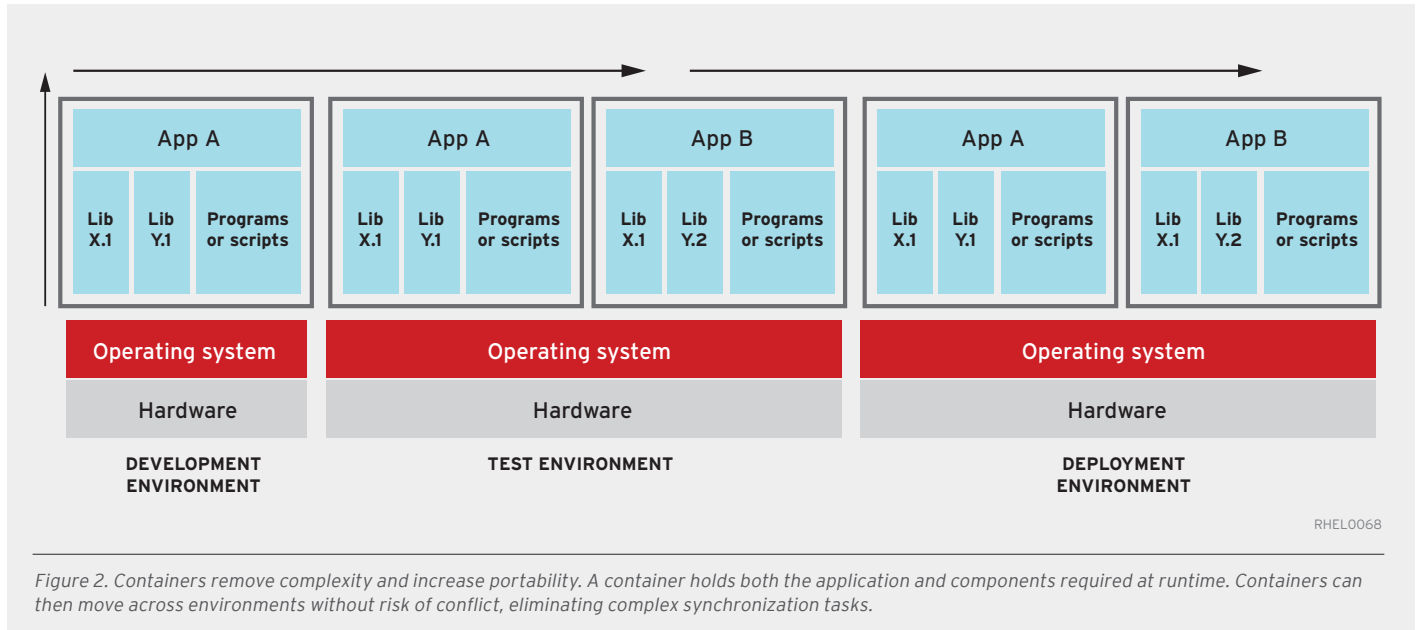 App A
Lib X.1
Lib Y.1
Programs or scripts
App A
Lib X.1
Lib Y.1
Programs or scripts
App B
Lib X.1
Lib Y.2
Programs or scripts
App A
Lib X.1
Lib Y.1
Programs or scripts
App B
Lib X.1
Lib Y.2
Programs or scripts
Operating system
Operating system
Operating system
Hardware
Hardware
Hardware
DEVELOPMENT
ENVIRONMENT
TEST ENVIRONMENT
DEPLOYMENT
ENVIRONMENT
RHEL0068
Figure 2. Containers remove complexity and increase portability. A container holds both the application and components required at runtime. Containers can
then move across environments without risk of conflict, eliminating complex synchronization tasks.